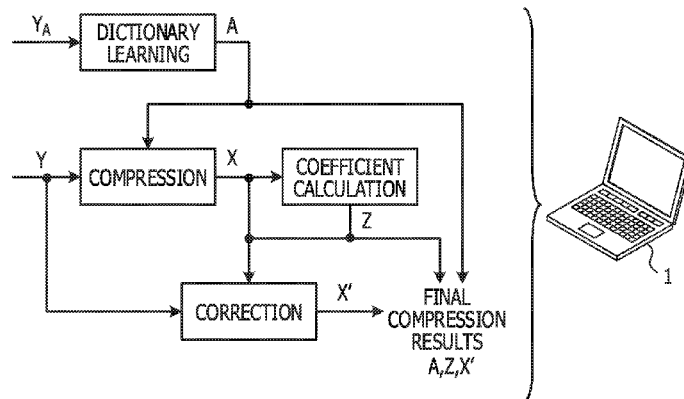 Y_A
DICTIONARY
LEARNING
A
Y
COMPRESSION
X
COEFFICIENT
CALCULATION
Z
CORRECTION
X'
FINAL
COMPRESSION
RESULTS
A,Z,X'
1